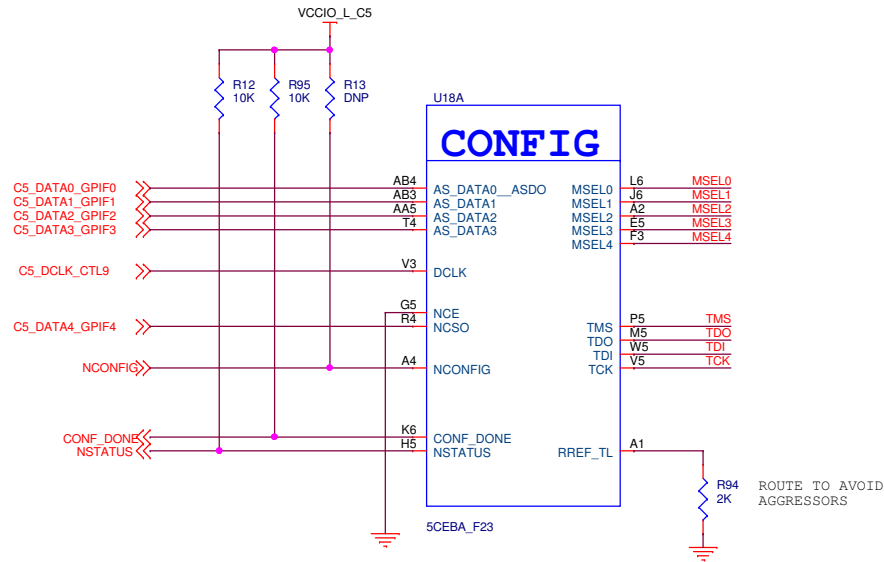 VCCIO_L_C5
R12
10K
R95
10K
R13
DNP
U18A
CONFIG
C5_DATA0_GPIF0
AB4
AS_DATA0__ASDO
MSEL0
L6
MSEL0
C5_DATA1_GPIF1
AB3
AS_DATA1
MSEL1
J6
MSEL1
C5_DATA2_GPIF2
AA5
AS_DATA2
MSEL2
A2
MSEL2
C5_DATA3_GPIF3
T4
AS_DATA3
MSEL3
E5
MSEL3
MSEL4
F3
MSEL4
C5_DCLK_CTL9
V3
DCLK
G5
NCE
C5_DATA4_GPIF4
R4
NCSO
TMS
P5
TMS
TDO
M5
TDO
TDI
W5
TDI
NCONFIG
A4
NCONFIG
TCK
V5
TCK
CONF_DONE
K6
CONF_DONE
NSTATUS
H5
NSTATUS
RREF_TL
A1
R94
2K
ROUTE TO AVOID
AGGRESSORS
5CEBA_F23